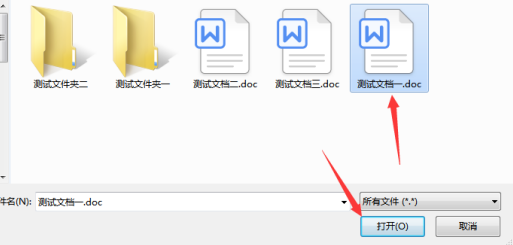 测试文件夹二 测试文件夹一 测试文档二.doc 测试文档三.doc 测试文档一.doc
件名(N): 测试文档一.doc 所有文件 (*.*)
打开(O) 取消